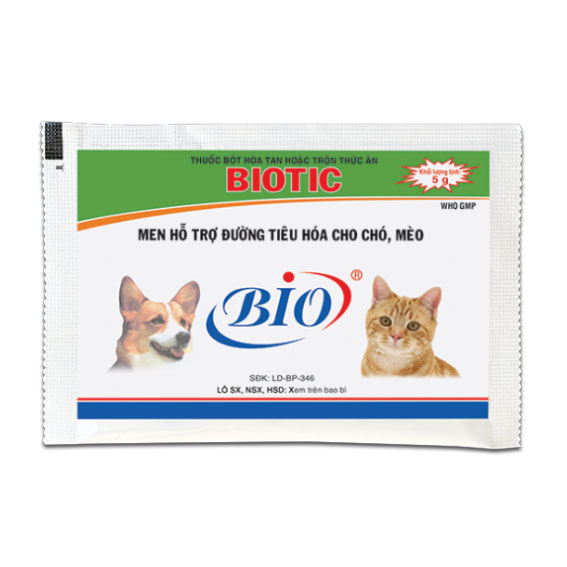 THUỐC BỘT HÒA TAN HOẶC TRỘN THỨC ĂN
BIOTIC
Khối lượng tịnh
5 g
WHO GMP
MEN HỖ TRỢ ĐƯỜNG TIÊU HÓA CHO CHÓ, MÈO
BIO®
SĐK: LD-BP-346
LÔ SX, NSX, HSD: Xem trên bao bì